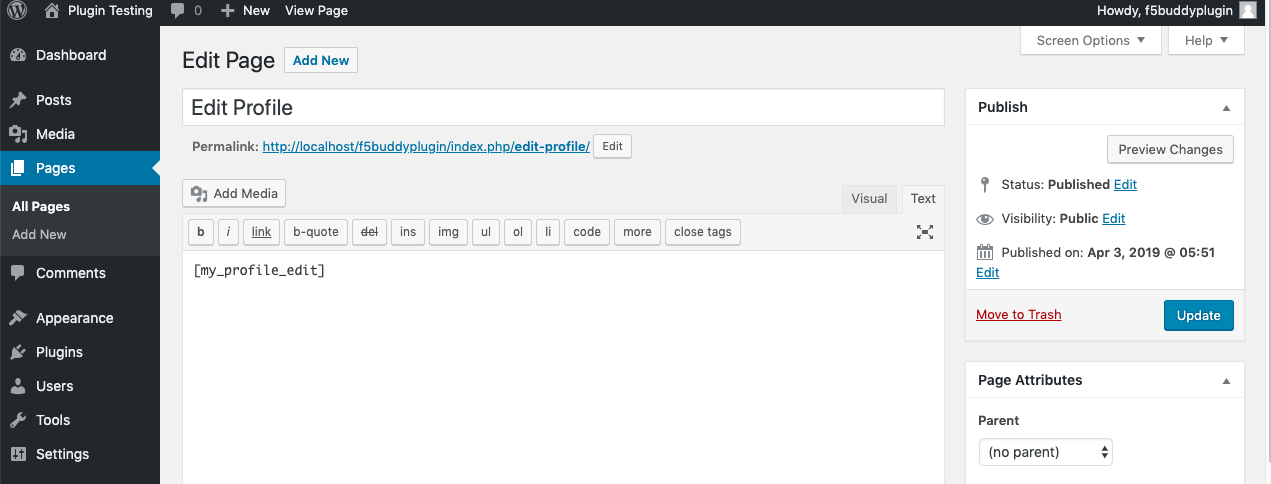 Plugin Testing 0 New View Page Howdy, f5buddyplugin
Screen Options Help
Dashboard
Posts
Media
Pages
All Pages
Add New
Comments
Appearance
Plugins
Users
Tools
Settings
Edit Page Add New
Edit Profile
Permalink: http://localhost/f5buddyplugin/index.php/edit-profile/ Edit
Add Media
Visual Text
b i link b-quote del ins img ul ol li code more close tags
[my_profile_edit]
Publish
Preview Changes
Status: Published Edit
Visibility: Public Edit
Published on: Apr 3, 2019 @ 05:51
Edit
Move to Trash Update
Page Attributes
Parent
(no parent)